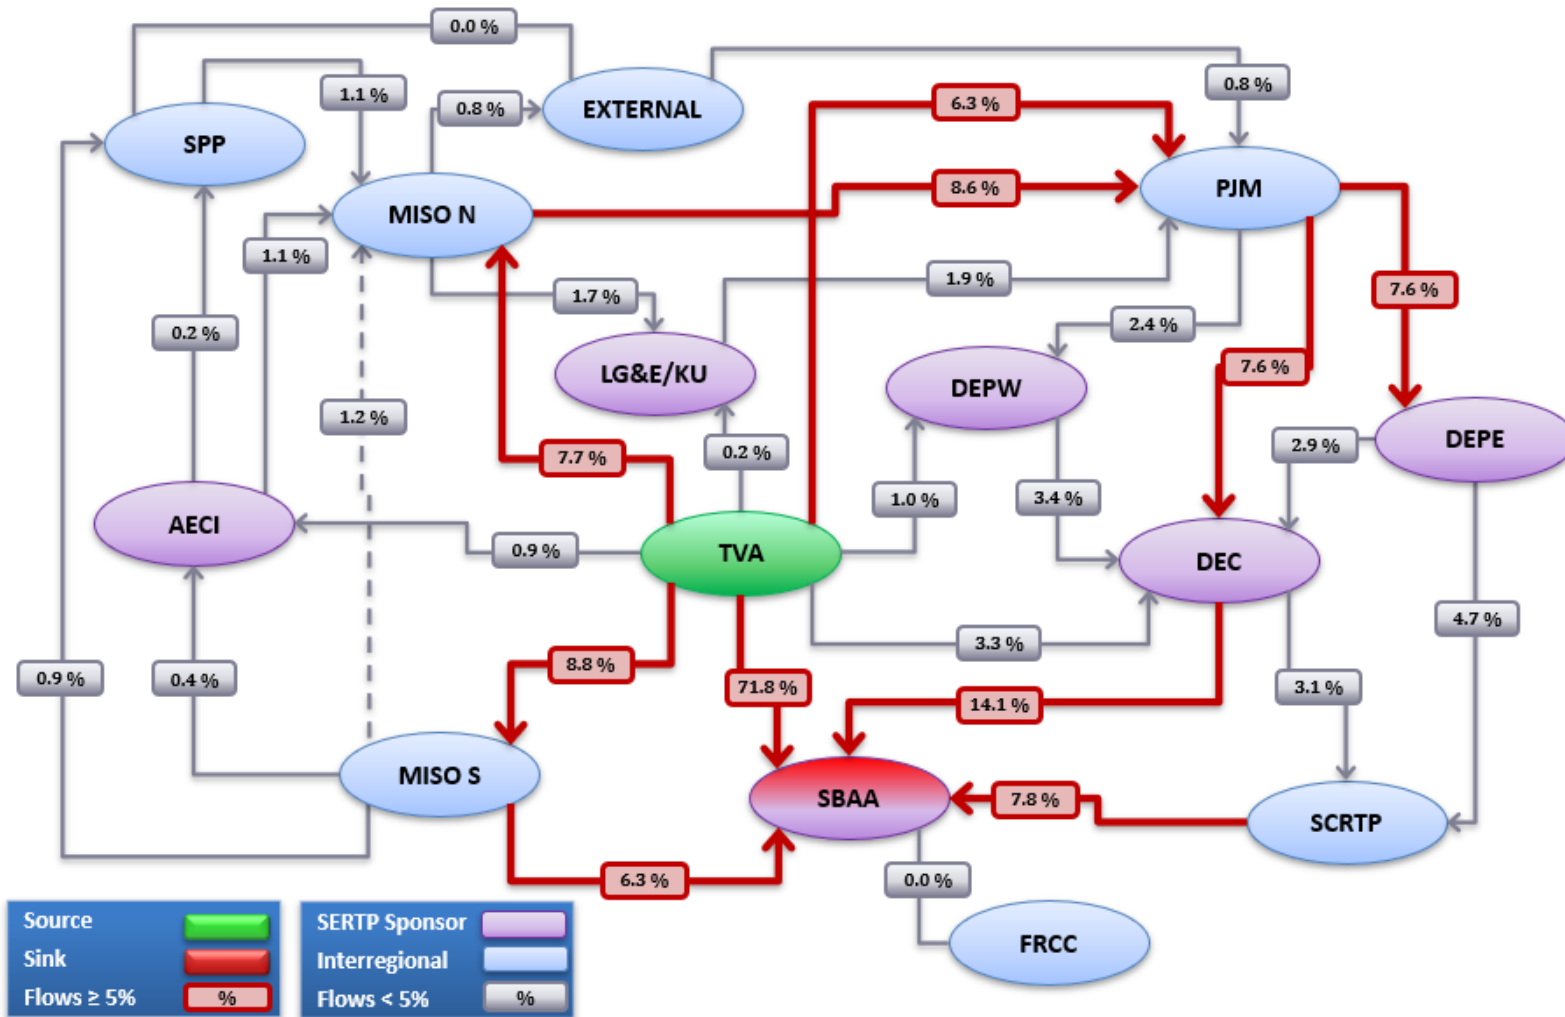 0.0 %
1.1 %
0.8 %
EXTERNAL
6.3 %
0.8 %
SPP
MISO N
8.6 %
PJM
1.1 %
1.7 %
1.9 %
7.6 %
0.2 %
2.4 %
LG&E/KU
DEPW
7.6 %
1.2 %
7.7 %
0.2 %
2.9 %
DEPE
1.0 %
3.4 %
AECI
0.9 %
TVA
DEC
0.9 %
0.4 %
8.8 %
71.8 %
3.3 %
14.1 %
3.1 %
4.7 %
MISO S
SBAA
7.8 %
SCRTP
6.3 %
0.0 %
FRCC
Source
Sink
Flows ≥ 5% %
SERTP Sponsor
Interregional
Flows < 5% %